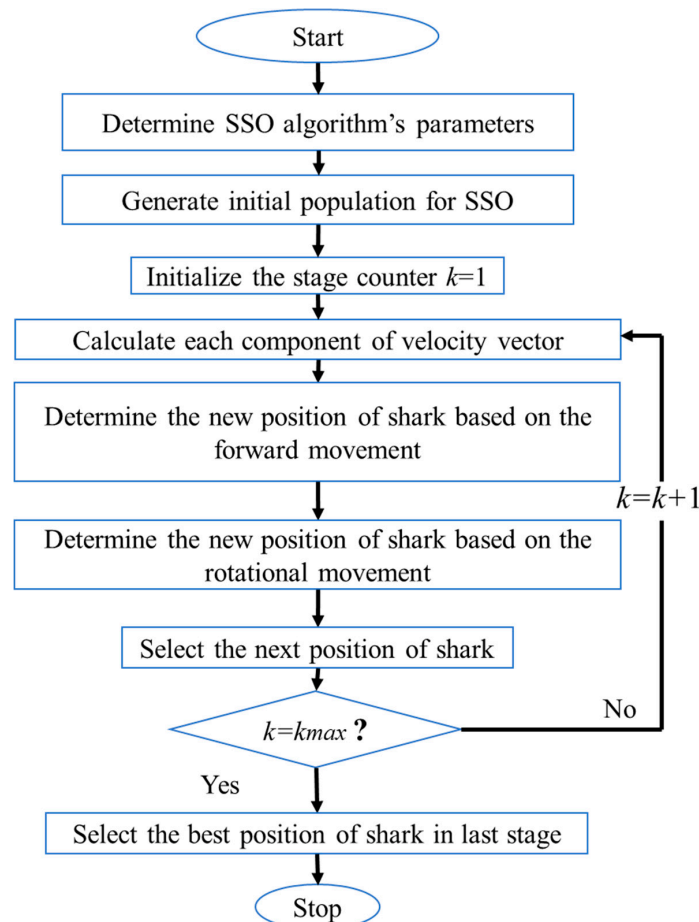 Start
Determine SSO algorithm's parameters
Generate initial population for SSO
Initialize the stage counter k=1
Calculate each component of velocity vector
Determine the new position of shark based on the
forward movement
k=k+1
Determine the new position of shark based on the
rotational movement
Select the next position of shark
k=kmax ?
No
Yes
Select the best position of shark in last stage
Stop